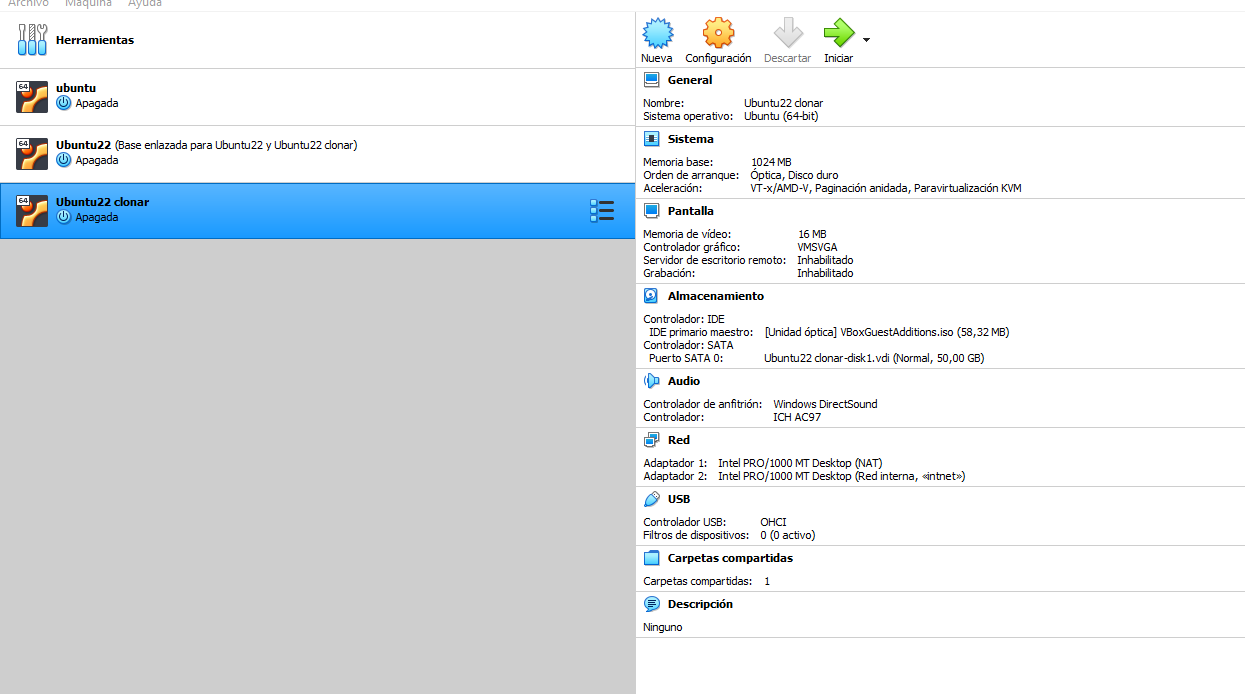 Archivo Máquina Ayuda
Herramientas
64 ubuntu
Apagada
64 Ubuntu22 (Base enlazada para Ubuntu22 y Ubuntu22 clonar)
Apagada
64 Ubuntu22 clonar
Apagada
Nueva Configuración Descartar Iniciar
General
Nombre: Ubuntu22 clonar
Sistema operativo: Ubuntu (64-bit)
Sistema
Memoria base: 1024 MB
Orden de arranque: Óptica, Disco duro
Aceleración: VT-x/AMD-V, Paginación anidada, Paravirtualización KVM
Pantalla
Memoria de vídeo: 16 MB
Controlador gráfico: VMSVGA
Servidor de escritorio remoto: Inhabilitado
Grabación: Inhabilitado
Almacenamiento
Controlador: IDE
IDE primario maestro: [Unidad óptica] VBoxGuestAdditions.iso (58,32 MB)
Controlador: SATA
Puerto SATA 0: Ubuntu22 clonar-disk1.vdi (Normal, 50,00 GB)
Audio
Controlador de anfitrión: Windows DirectSound
Controlador: ICH AC97
Red
Adaptador 1: Intel PRO/1000 MT Desktop (NAT)
Adaptador 2: Intel PRO/1000 MT Desktop (Red interna, «intnet»)
USB
Controlador USB: OHCI
Filtros de dispositivos: 0 (0 activo)
Carpetas compartidas
Carpetas compartidas: 1
Descripción
Ninguno